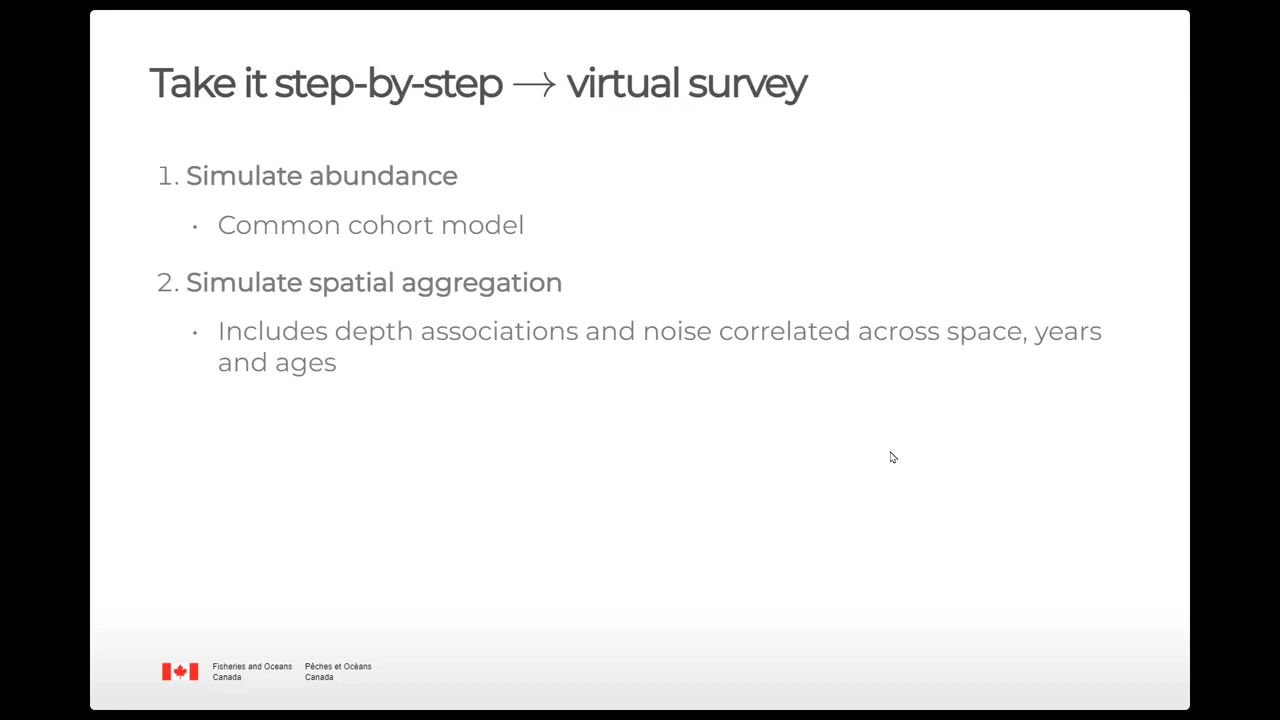 Take it step-by-step → virtual survey
1. Simulate abundance
• Common cohort model
2. Simulate spatial aggregation
• Includes depth associations and noise correlated across space, years
and ages
Fisheries and Oceans
Canada
Pêches et Océans
Canada